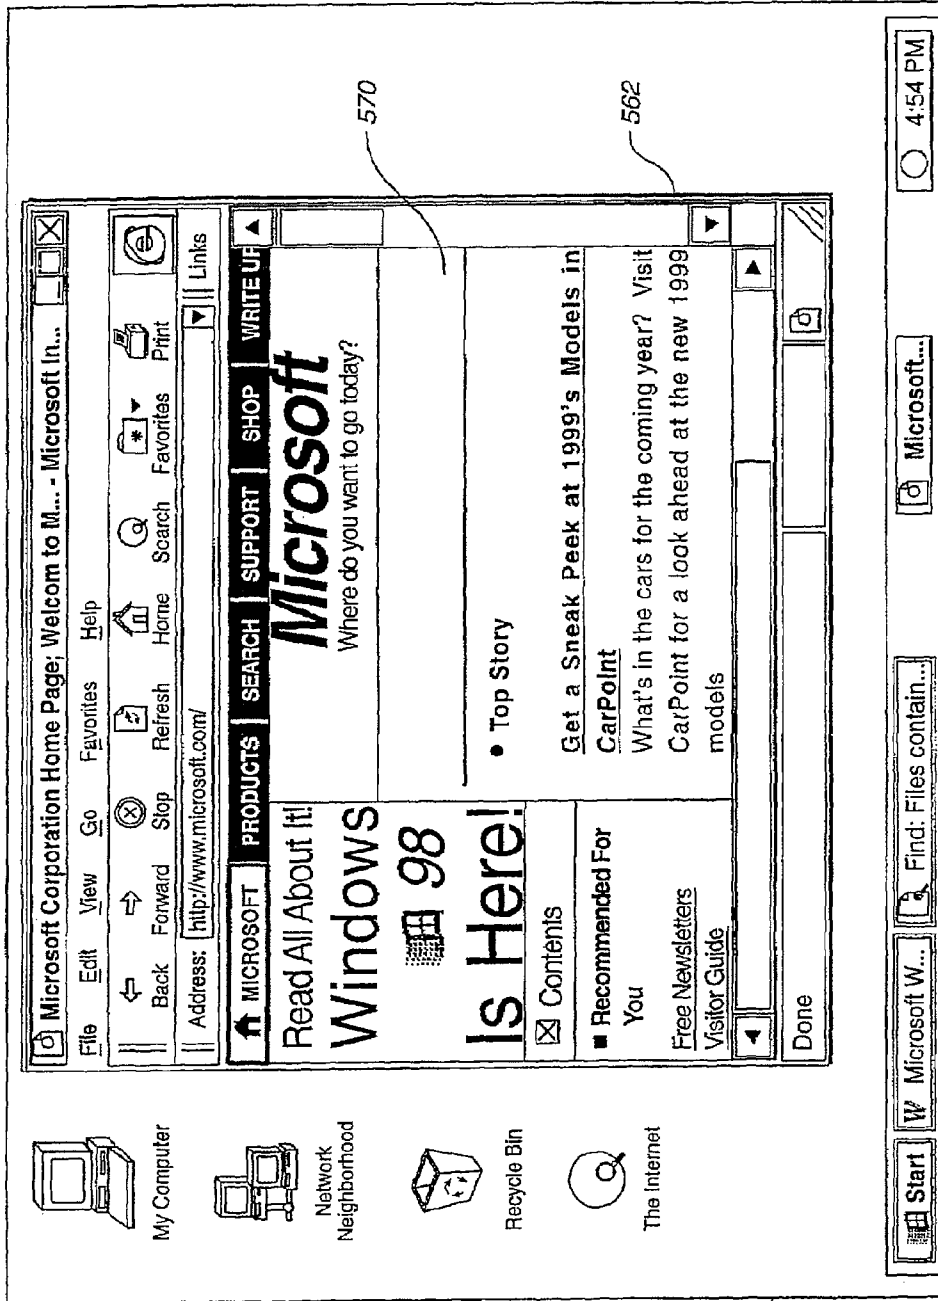 Microsoft Corporation Home Page; Welcom to M... - Microsoft In...
File Edit View Go Favorites Help
Back Forward Stop Refresh Home Search Favorites Print
Address: http://www.microsoft.com/ Links
MICROSOFT PRODUCTS SEARCH SUPPORT SHOP WRITE UP
Read All About It!
Windows
98
Is Here!
Contents
Recommended For
You
Free Newsletters
Visitor Guide
Microsoft
Where do you want to go today?
• Top Story
Get a Sneak Peek at 1999's Models in
CarPoint
What's in the cars for the coming year? Visit
CarPoint for a look ahead at the new 1999
models
Done
570
562
My Computer
Network
Neighborhood
Recycle Bin
The Internet
Start W Microsoft W... Find: Files contain... Microsoft... 4:54 PM